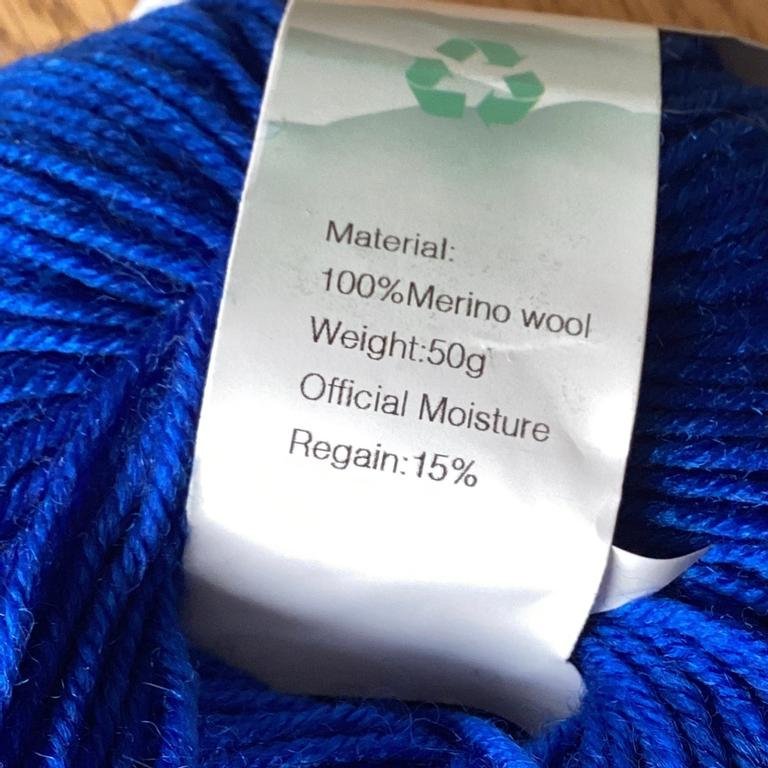 Material:
100%Merino wool
Weight:50g
Official Moisture
Regain:15%